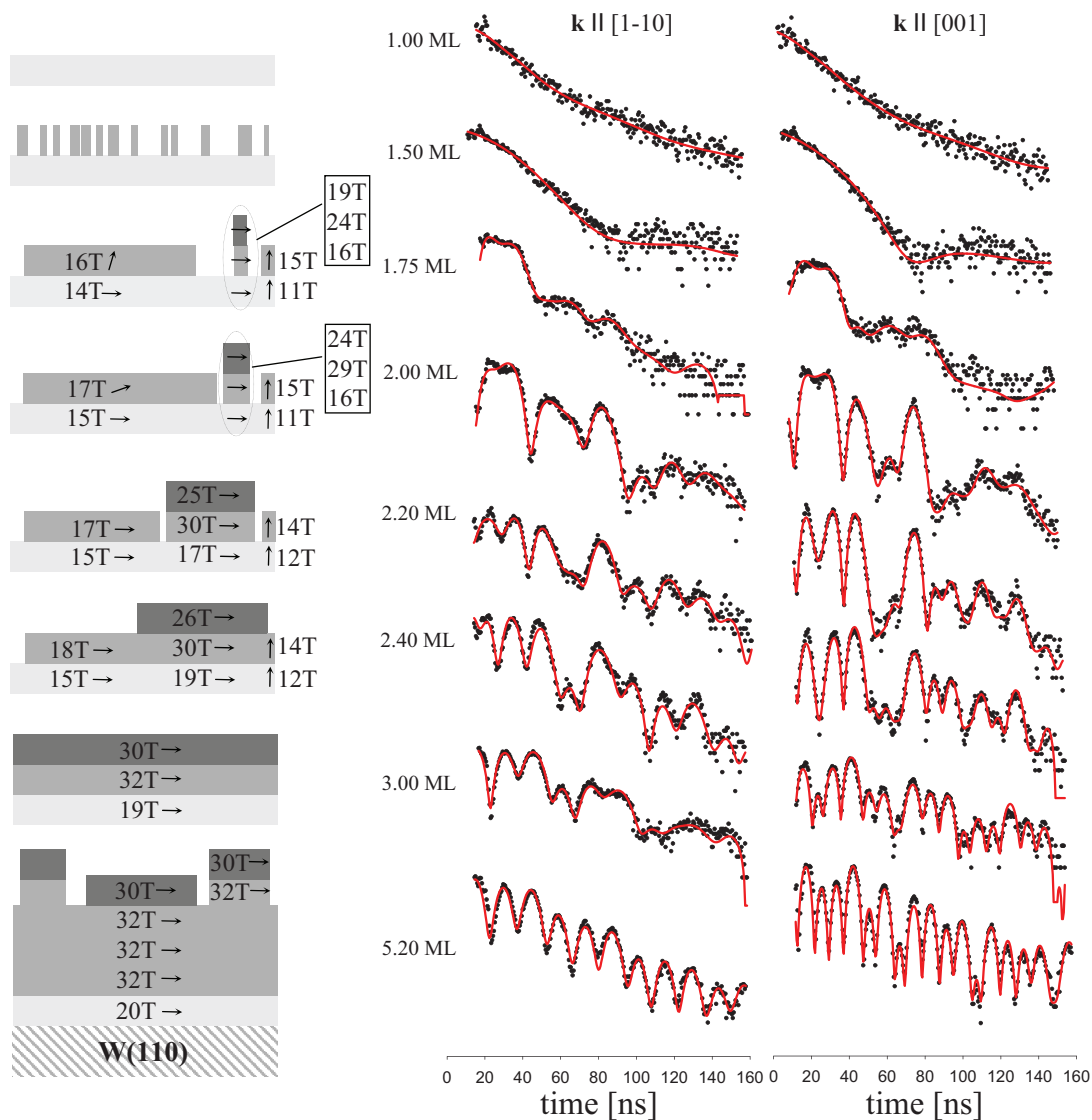 k || [1-10]
k || [001]
1.00 ML
1.50 ML
19T
24T
16T
1.75 ML
16T
15T
14T
11T
2.00 ML
24T
29T
16T
17T
15T
15T
11T
2.20 ML
25T
17T
30T
14T
15T
17T
12T
2.40 ML
26T
18T
30T
14T
15T
19T
12T
3.00 ML
30T
32T
19T
5.20 ML
30T
30T
32T
32T
32T
32T
20T
W(110)
0 20 40 60 80 100 120 140 160
0 20 40 60 80 100 120 140 160
time [ns]
time [ns]